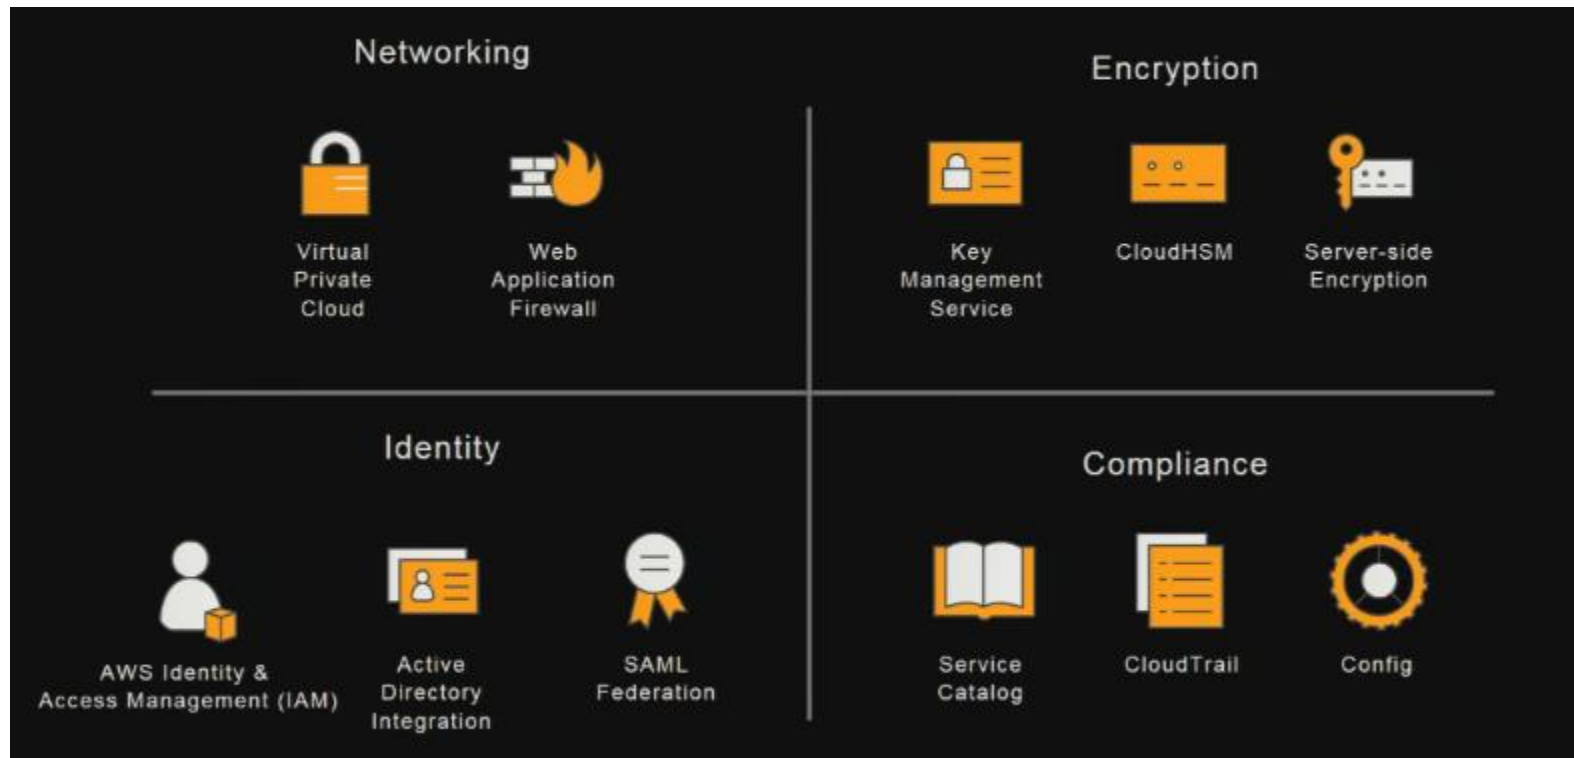 Networking
Virtual
Private
Cloud
Web
Application
Firewall
Encryption
Key
Management
Service
CloudHSM
Server-side
Encryption
Identity
AWS Identity &
Access Management (IAM)
Active
Directory
Integration
SAML
Federation
Compliance
Service
Catalog
CloudTrail
Config